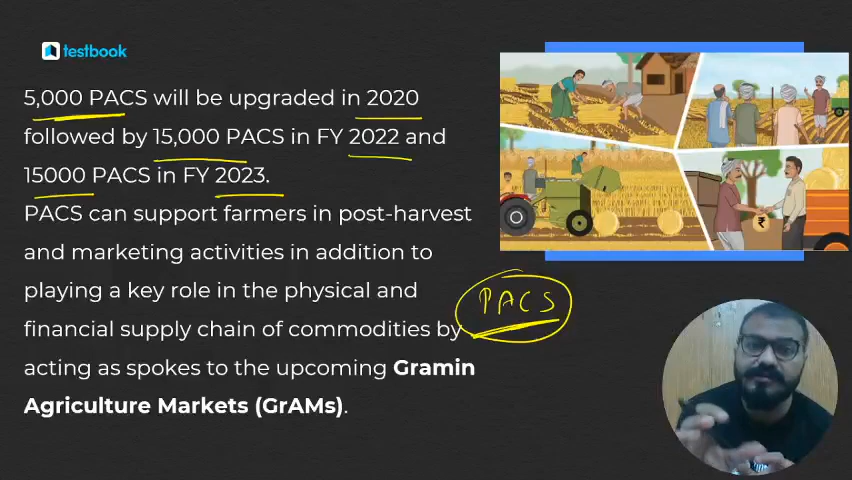 testbook
5,000 PACS will be upgraded in 2020
followed by 15,000 PACS in FY 2022 and
15000 PACS in FY 2023.
PACS can support farmers in post-harvest
and marketing activities in addition to
playing a key role in the physical and
PACS
financial supply chain of commodities by
acting as spokes to the upcoming Gramin
Agriculture Markets (GrAMs).
₹